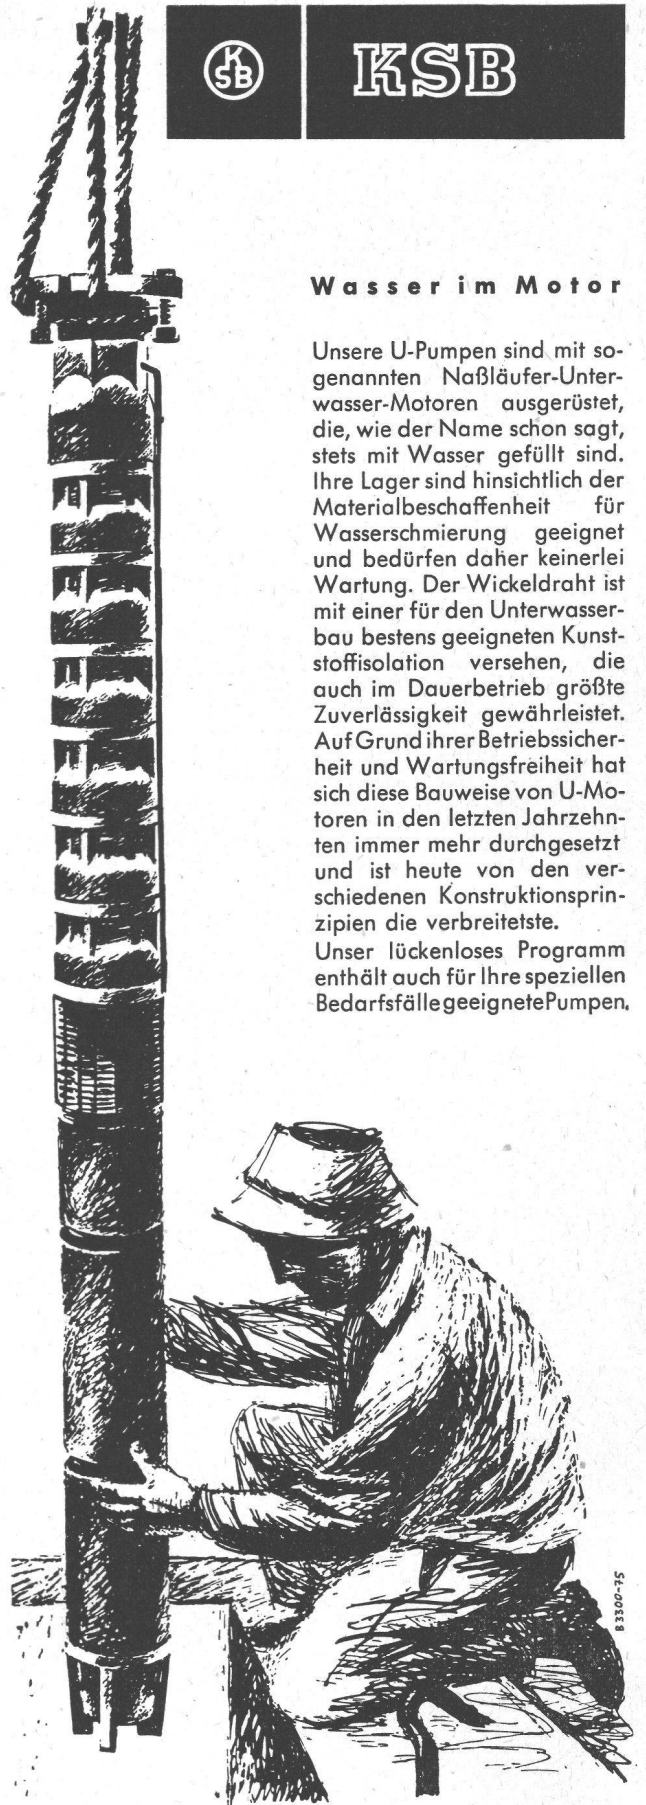 K
SB
KSB
Wasser im Motor
Unsere U-Pumpen sind mit so-
genannten Naßläufer-Unter-
wasser-Motoren ausgerüstet,
die, wie der Name schon sagt,
stets mit Wasser gefüllt sind.
Ihre Lager sind hinsichtlich der
Materialbeschaffenheit für
Wasserschmierung geeignet
und bedürfen daher keinerlei
Wartung. Der Wickeldraht ist
mit einer für den Unterwasser-
bau bestens geeigneten Kunst-
stoffisolation versehen, die
auch im Dauerbetrieb größte
Zuverlässigkeit gewährleistet.
Auf Grund ihrer Betriebssicher-
heit und Wartungsfreiheit hat
sich diese Bauweise von U-Mo-
toren in den letzten Jahrzehn-
ten immer mehr durchgesetzt
und ist heute von den ver-
schiedenen Konstruktionsprin-
zipien die verbreitetste.
Unser lückenloses Programm
enthält auch für Ihre speziellen
Bedarfsfälle geeignete Pumpen.
B 3300-75